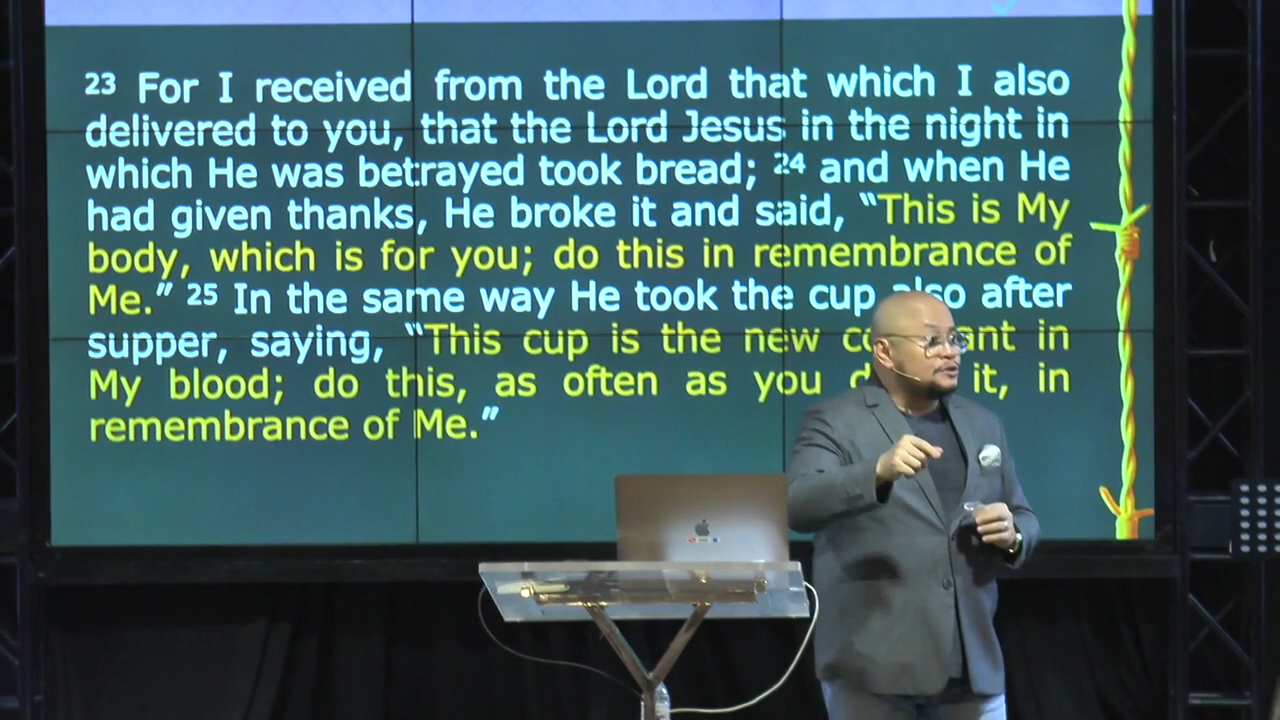 23 For I received from the Lord that which I also
delivered to you, that the Lord Jesus in the night in
which He was betrayed took bread; 24 and when He
had given thanks, He broke it and said, “This is My
body, which is for you; do this in remembrance of
Me.” 25 In the same way He took the cup also after
supper, saying, “This cup is the new co ant in
My blood; do this, as often as you d it, in
remembrance of Me.”